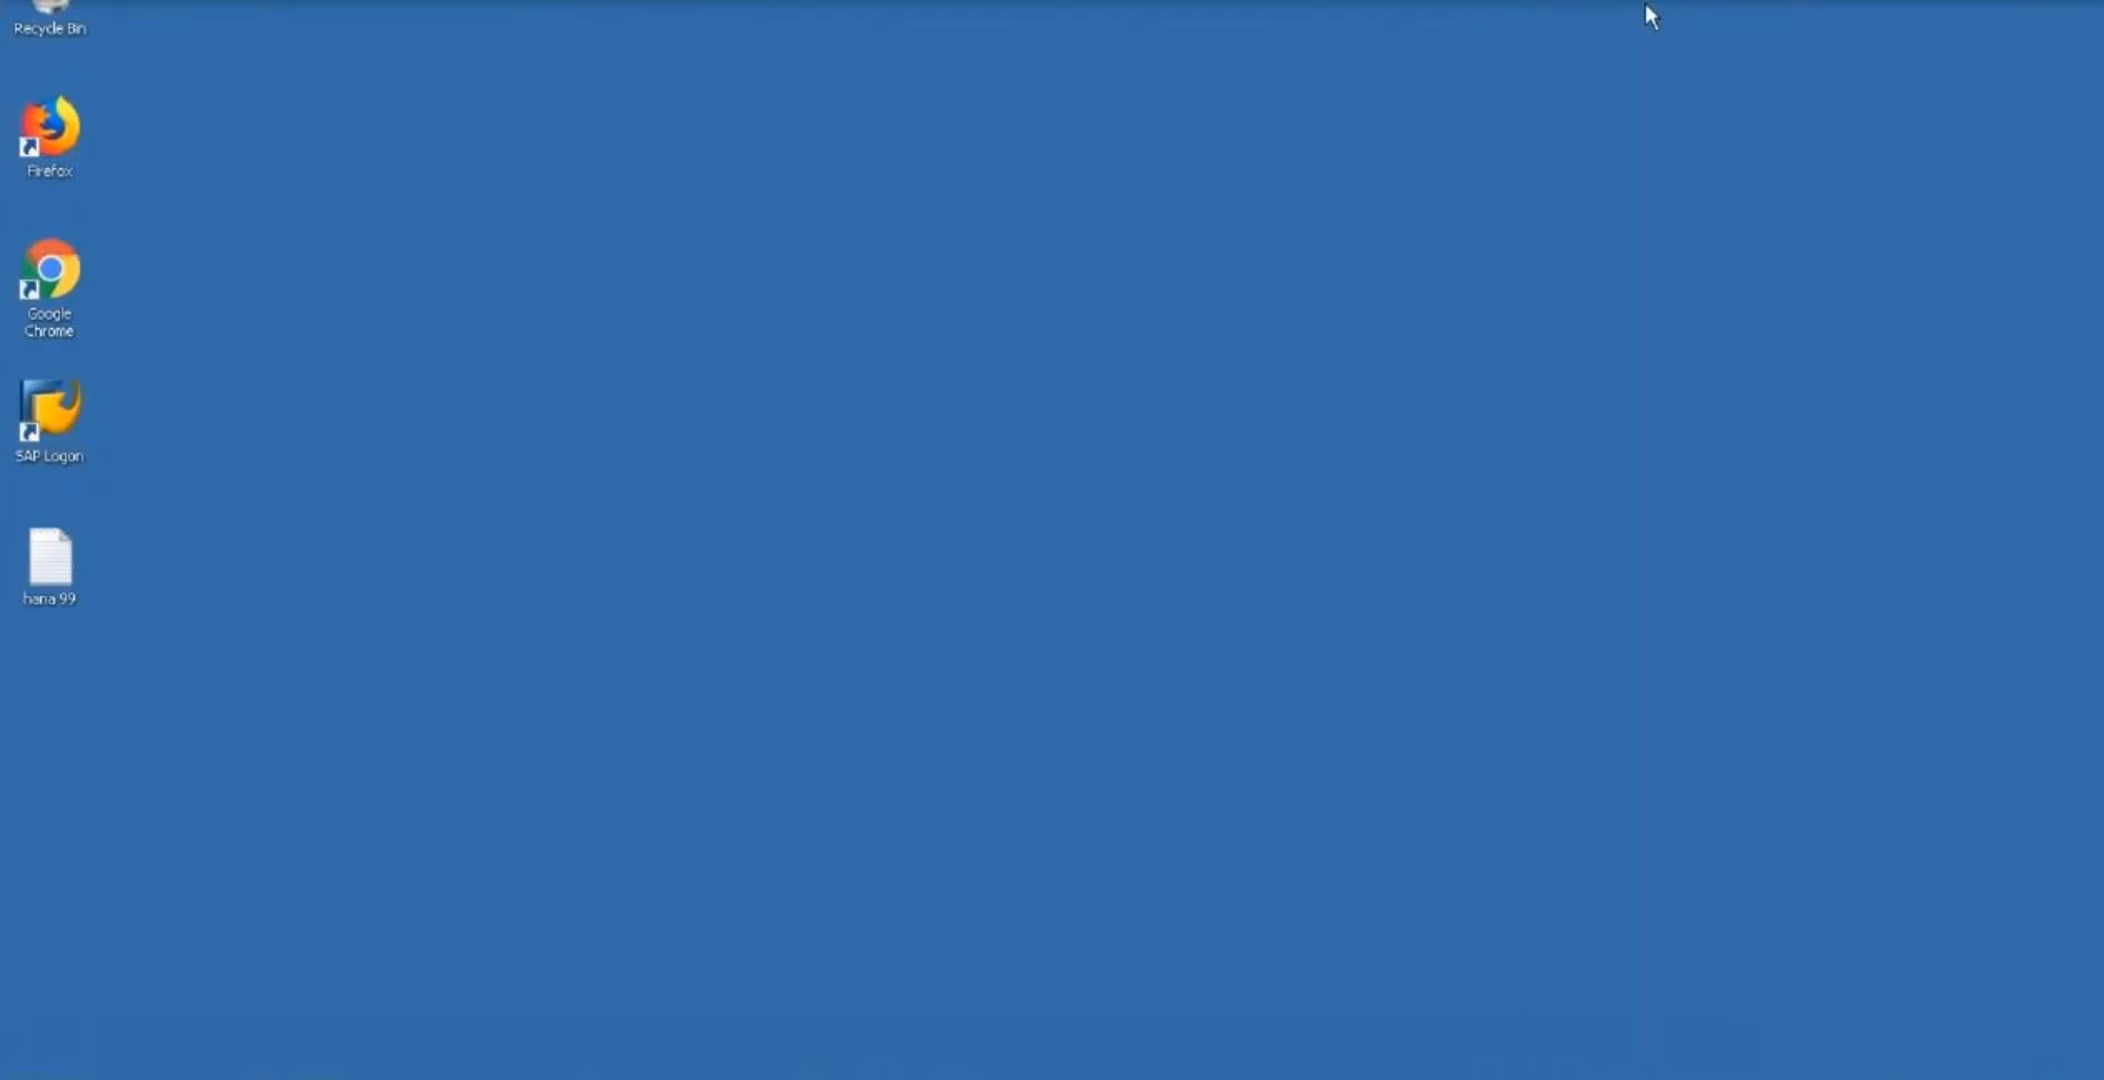 Recycle Bin
Firefox
Google
Chrome
SAP Logon
hana 99